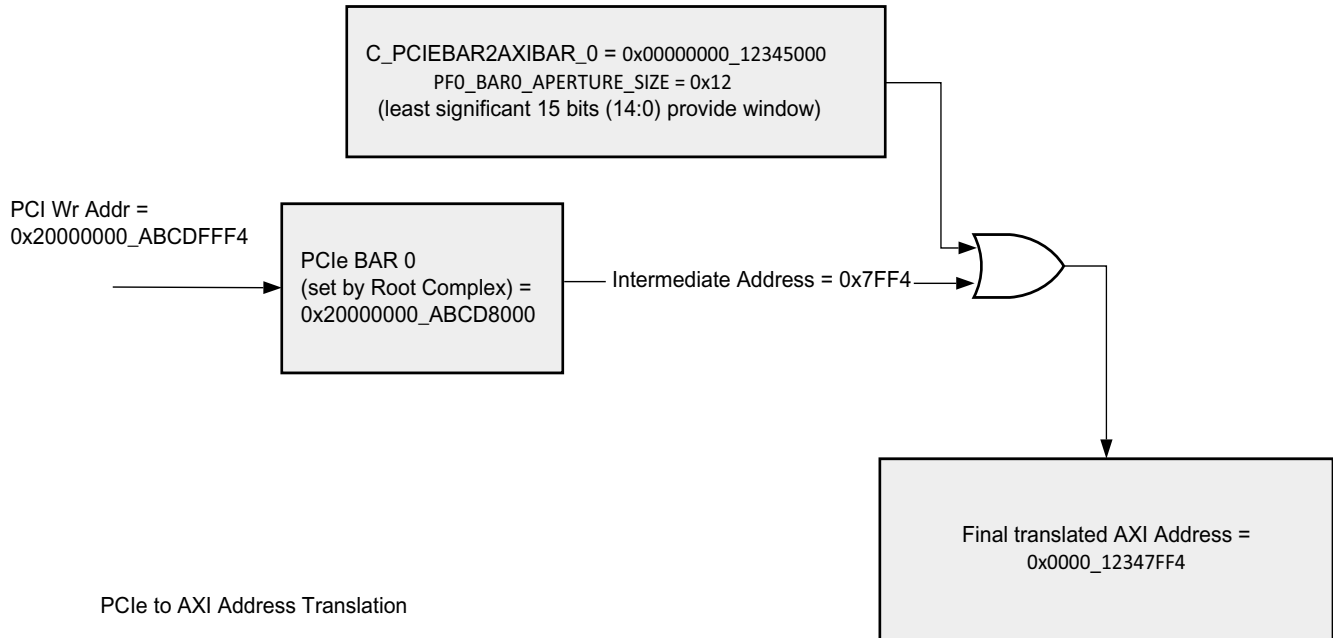 C_PCIEBAR2AXIBAR_0 = 0x00000000_12345000
PF0_BAR0_APERTURE_SIZE = 0x12
(least significant 15 bits (14:0) provide window)
PCI Wr Addr =
0x20000000_ABCDFFF4
PCIe BAR 0
(set by Root Complex) =
0x20000000_ABCD8000
Intermediate Address = 0x7FF4
Final translated AXI Address =
0x0000_12347FF4
PCIe to AXI Address Translation